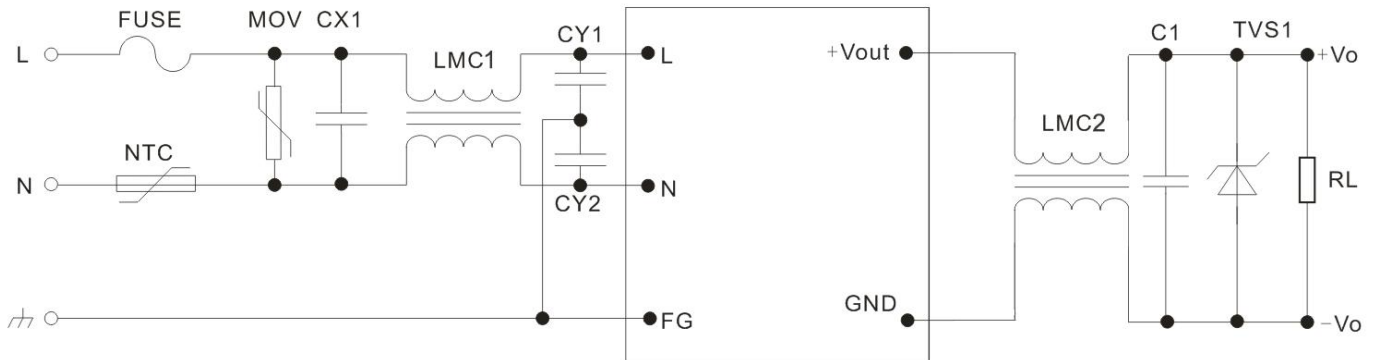 FUSE
MOV
CX1
LMC1
CY1
L
L
NTC
N
CY2
N
FG
+Vout
GND
LMC2
C1
TVS1
+Vo
RL
−Vo